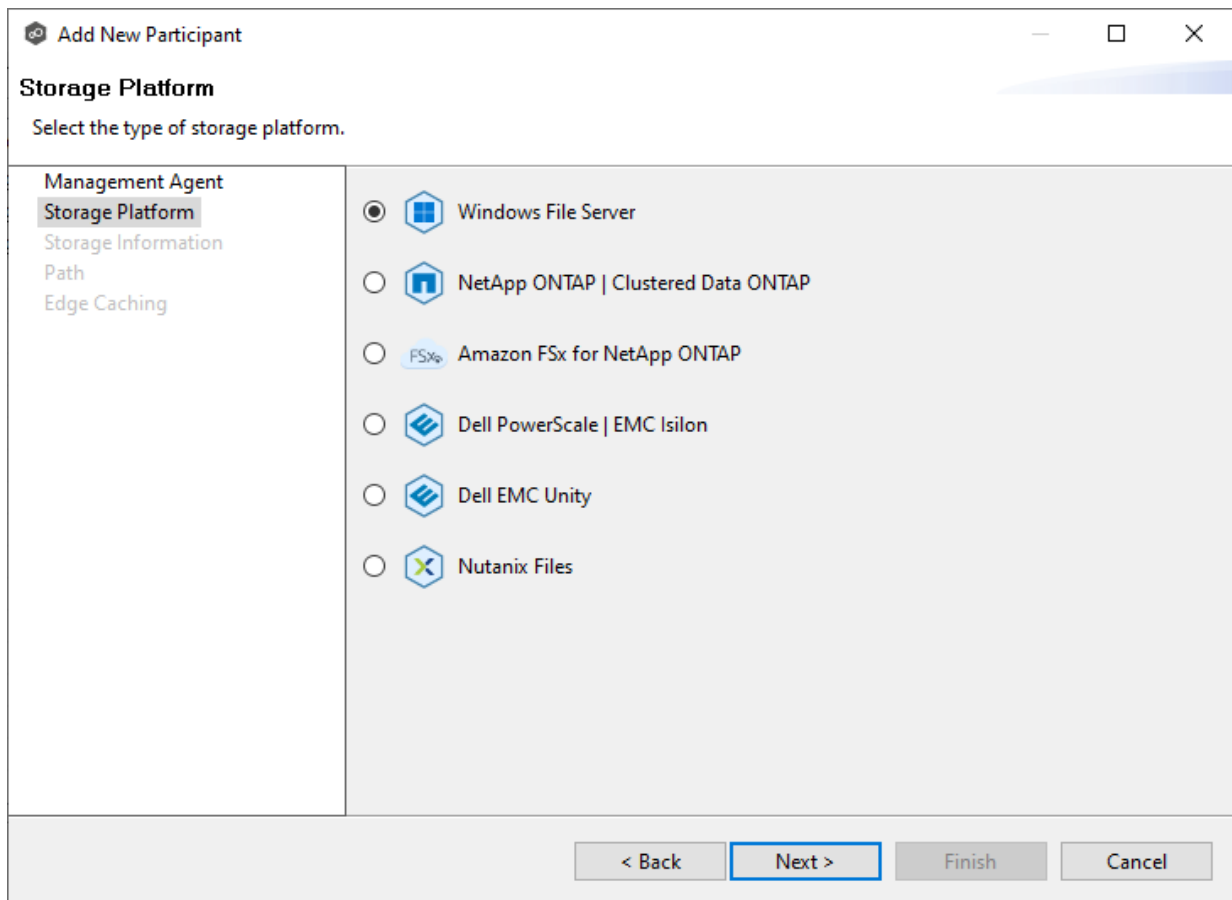 Add New Participant
Storage Platform
Select the type of storage platform.
Management Agent
Storage Platform
Storage Information
Path
Edge Caching
Windows File Server
NetApp ONTAP | Clustered Data ONTAP
FSx
Amazon FSx for NetApp ONTAP
Dell PowerScale | EMC Isilon
Dell EMC Unity
Nutanix Files
< Back
Next >
Finish
Cancel